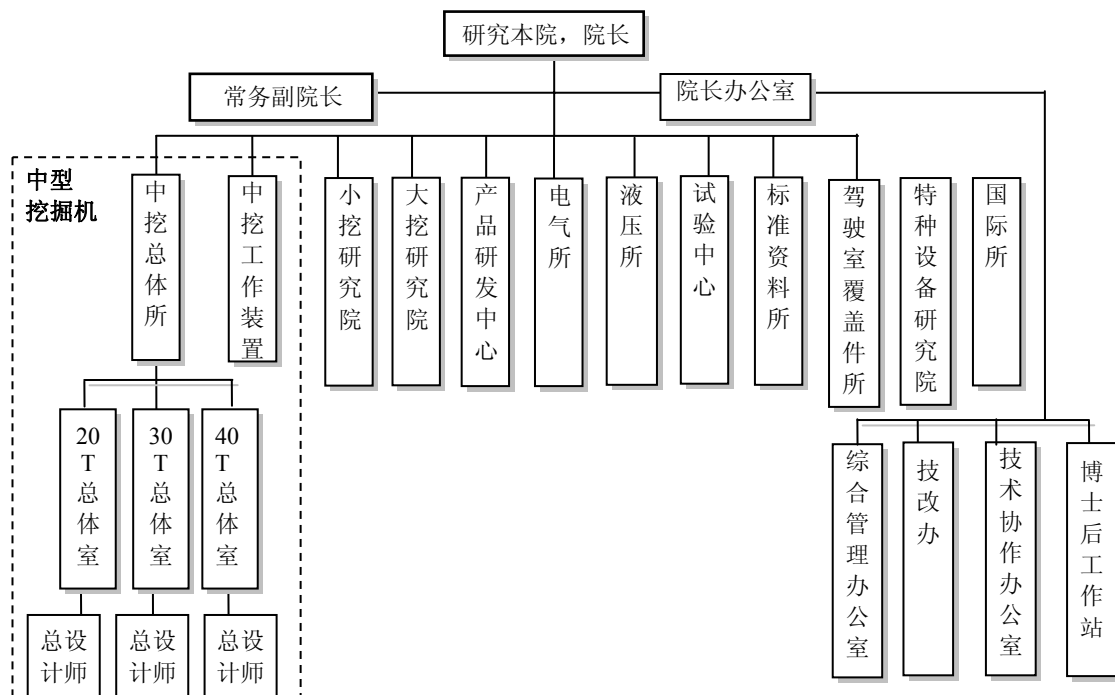 研究本院，院长
常务副院长
院长办公室
中型
挖掘机
中挖总体所
中挖工作装置
小挖研究院
大挖研究院
产品研发中心
电气所
液压所
试验中心
标准资料所
驾驶室覆盖件所
特种设备研究院
国际所
20
T总体室
30
T总体室
40
T总体室
综合管理办公室
技改办
技术协作办公室
博士后工作站
总设
计师
总设
计师
总设
计师